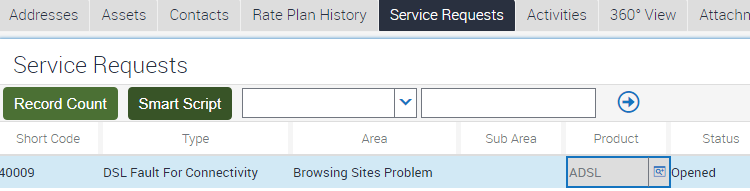 Addresses Assets Contacts Rate Plan History Service Requests Activities 360° View Attachm
Service Requests
Record Count Smart Script
Short Code Type Area Sub Area Product Status
40009 DSL Fault For Connectivity Browsing Sites Problem ADSL Opened